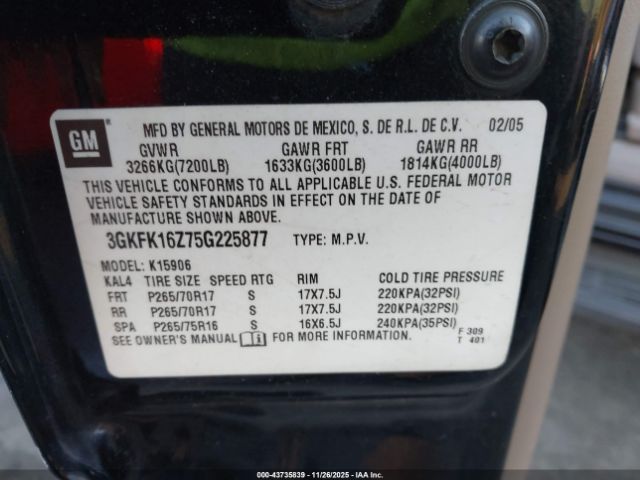 GM
MFD BY GENERAL MOTORS DE MEXICO, S. DE R.L. DE C.V. 02/05
GVWR GAWR FRT GAWR RR
3266KG(7200LB) 1633KG(3600LB) 1814KG(4000LB)
THIS VEHICLE CONFORMS TO ALL APPLICABLE U.S. FEDERAL MOTOR
VEHICLE SAFETY STANDARDS IN EFFECT ON THE DATE OF
MANUFACTURE SHOWN ABOVE.
3GKFK16Z75G225877 TYPE: M.P.V.
MODEL: K15906
KAL4 TIRE SIZE SPEED RTG RIM COLD TIRE PRESSURE
FRT P265/70R17 S 17X7.5J 220KPA(32PSI)
RR P265/70R17 S 17X7.5J 220KPA(32PSI)
SPA P265/75R16 S 16X6.5J 240KPA(35PSI)
SEE OWNER'S MANUAL FOR MORE INFORMATION.
F 309
T 401
000-43735839 | 11/26/2025 - IAAI.COM